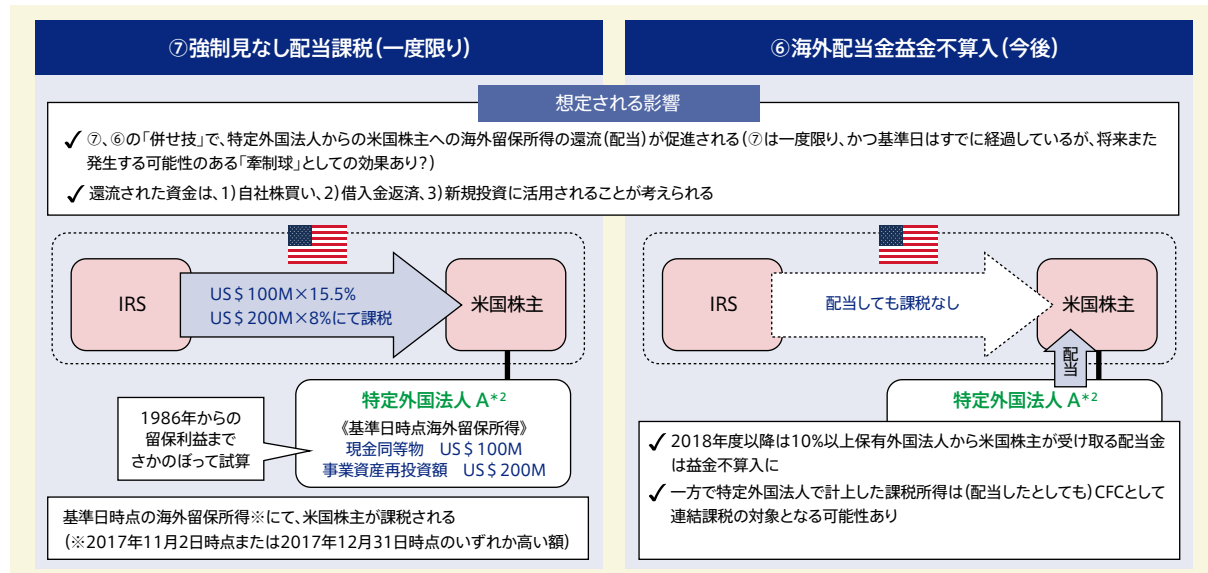 ⑦強制見なし配当課税（一度限り）
⑥海外配当金益金不算入（今後）
想定される影響
✓ ⑦、⑥の「併せ技」で、特定外国法人からの米国株主への海外留保所得の還流（配当）が促進される（⑦は一度限り、かつ基準日はすでに経過しているが、将来また
発生する可能性のある「牽制球」としての効果あり？）
✓ 還流された資金は、1）自社株買い、2）借入金返済、3）新規投資に活用されることが考えられる
IRS
US＄100M×15.5%
US＄200M×8%にて課税
米国株主
特定外国法人 A*2
《基準日時点海外留保所得》
現金同等物　US＄100M
事業資産再投資額　US＄200M
1986年からの
留保利益まで
さかのぼって試算
基準日時点の海外留保所得※にて、米国株主が課税される
（※2017年11月2日時点または2017年12月31日時点のいずれか高い額）
IRS
配当しても課税なし
米国株主
配当
特定外国法人 A*2
✓ 2018年度以降は10%以上保有外国法人から米国株主が受け取る配当金
は益金不算入に
✓ 一方で特定外国法人で計上した課税所得は（配当したとしても）CFCとして
連結課税の対象となる可能性あり